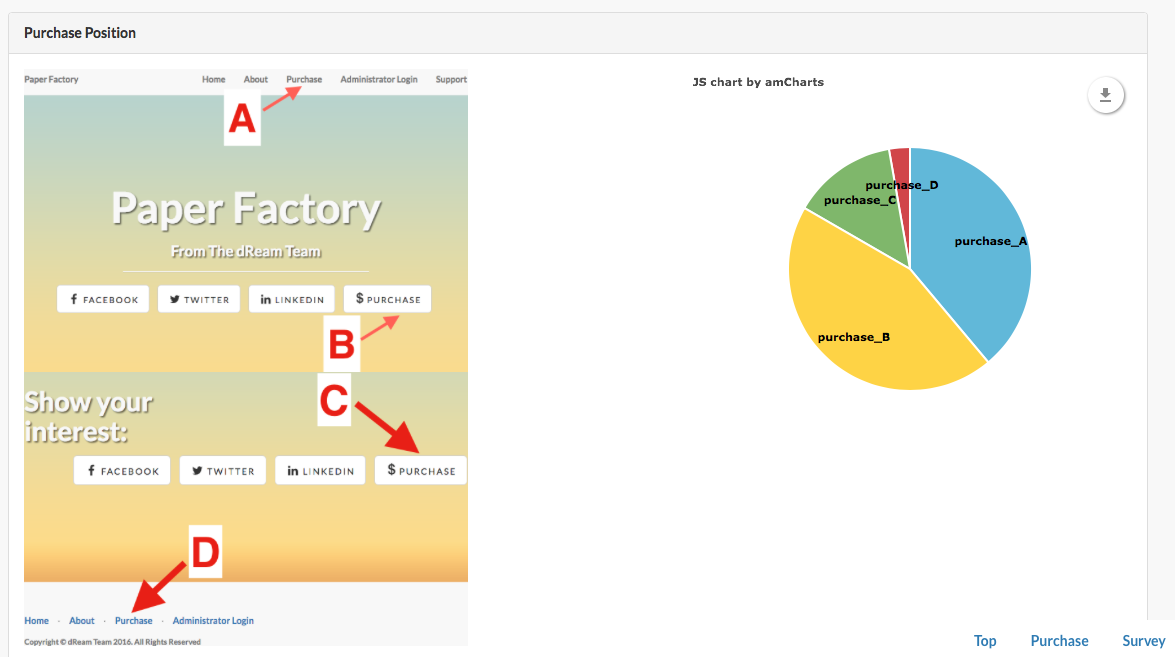 Purchase Position
Paper Factory Home About Purchase Administrator Login Support
A
Paper Factory
From The dReam Team
FACEBOOK TWITTER LINKEDIN $ PURCHASE
B
C
Show your
interest:
FACEBOOK TWITTER LINKEDIN $ PURCHASE
D
Home · About · Purchase · Administrator Login
Copyright © dReam Team 2016. All Rights Reserved
JS chart by amCharts
purchase_D
purchase_C
purchase_A
purchase_B
Top Purchase Survey